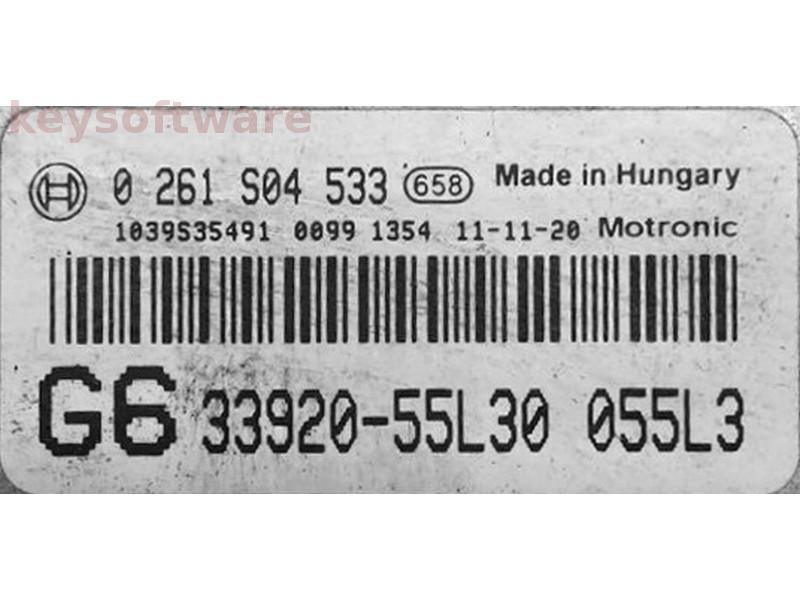 keysoftware
0 261 S04 533 658 Made in Hungary
1039S35491 0099 1354 11-11-20 Motronic
G6 33920-55L30 055L3